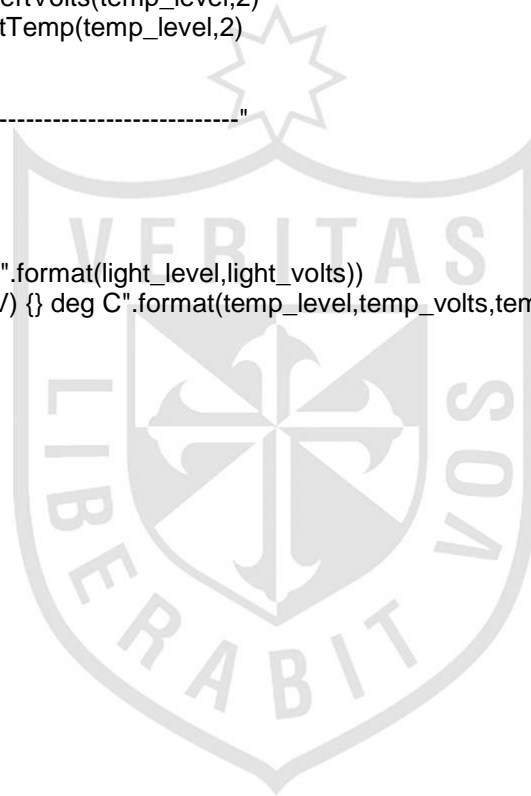 ertVolts(temp_level,2)
tTemp(temp_level,2)
---------------------------"
VERITAS
".format(light_level,light_volts))
/) {} deg C".format(temp_level,temp_volts,tem
LIBERABIT VOS